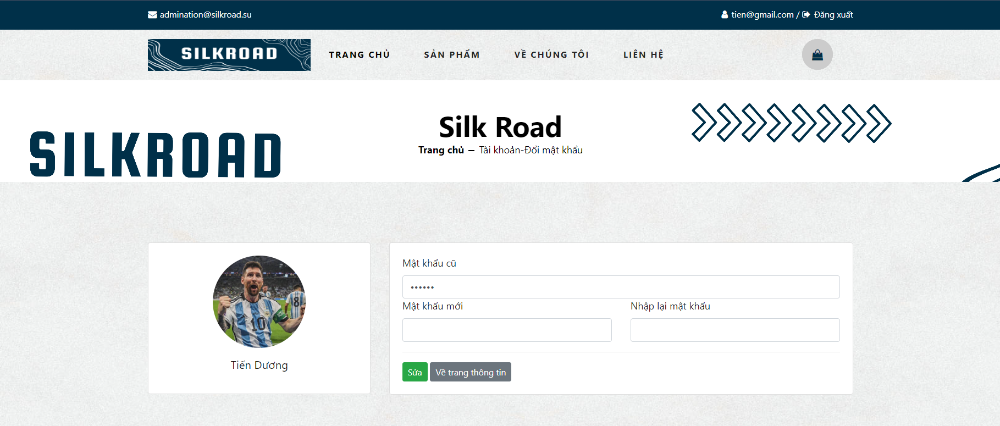 admination@silkroad.su
tien@gmail.com / Đăng xuất
SILKROAD
TRANG CHỦ
SẢN PHẨM
VỀ CHÚNG TÔI
LIÊN HỆ
SILKROAD
Silk Road
Trang chủ – Tài khoản-Đổi mật khẩu
10
8
Tiến Dương
Mật khẩu cũ
••••••
Mật khẩu mới
Nhập lại mật khẩu
Sửa
Về trang thông tin